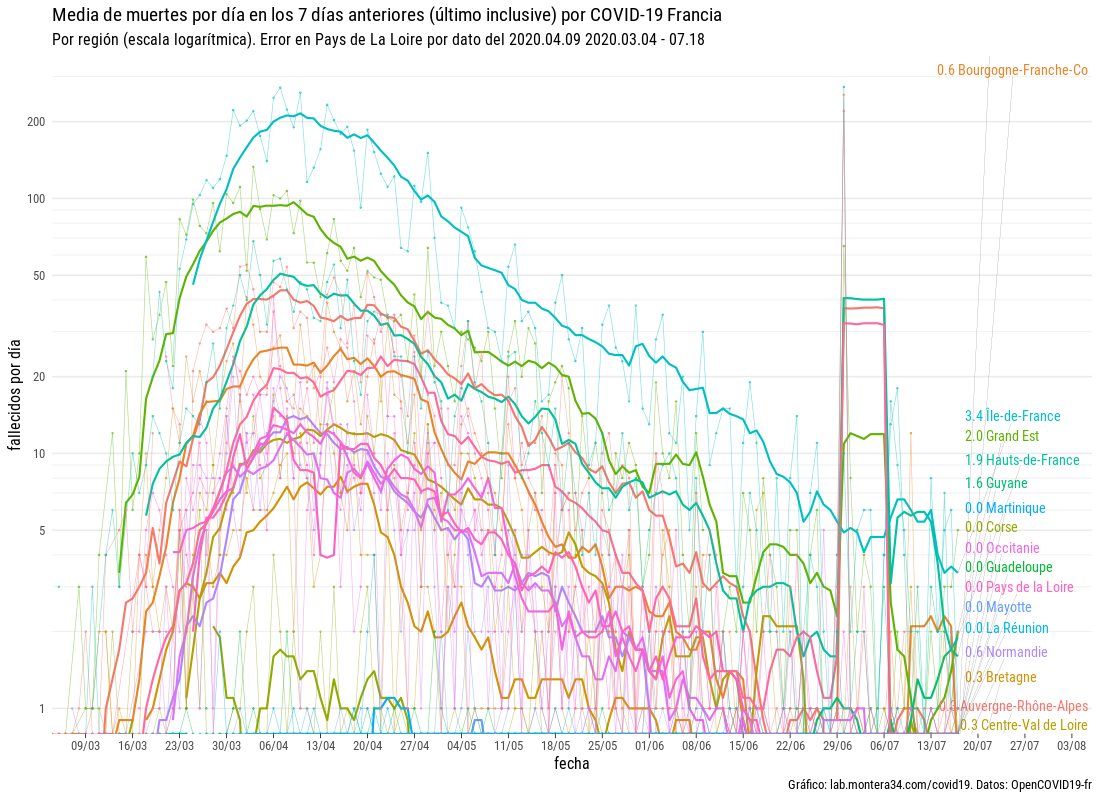 Media de muertes por día en los 7 días anteriores (último inclusive) por COVID-19 Francia
Por región (escala logarítmica). Error en Pays de La Loire por dato del 2020.04.09 2020.03.04 - 07.18
0.6 Bourgogne-Franche-Co
200
100
50
20
10
5
1
fallecidos por día
3.4 Île-de-France
2.0 Grand Est
1.9 Hauts-de-France
1.6 Guyane
0.0 Martinique
0.0 Corse
0.0 Occitanie
0.0 Guadeloupe
0.0 Pays de la Loire
0.0 Mayotte
0.0 La Réunion
0.6 Normandie
0.3 Bretagne
Auvergne-Rhône-Alpes
0.3 Centre-Val de Loire
09/03 16/03 23/03 30/03 06/04 13/04 20/04 27/04 04/05 11/05 18/05 25/05 01/06 08/06 15/06 22/06 29/06 06/07 13/07 20/07 27/07 03/08
fecha
Gráfico: lab.montera34.com/covid19. Datos: OpenCOVID19-fr